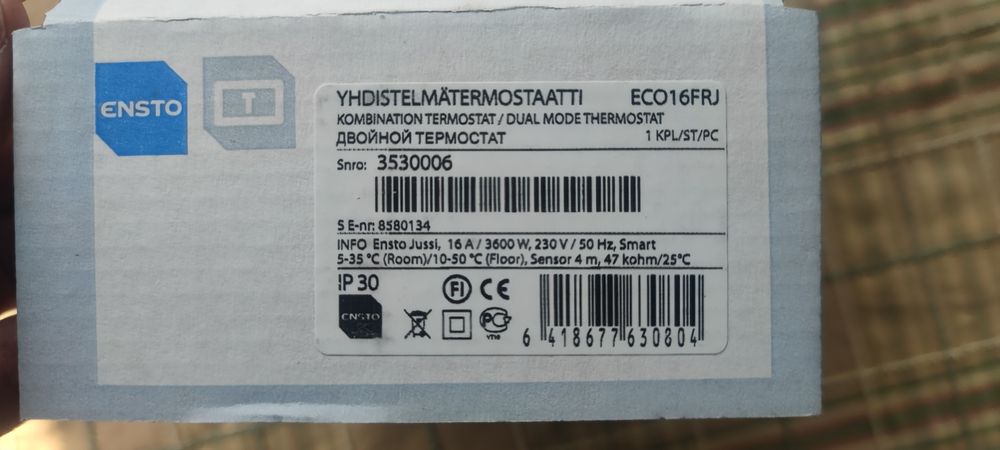 ENSTO
T
YHDISTELMÄTERMOSTAATTI ECO16FRJ
KOMBINATION TERMOSTAT / DUAL MODE THERMOSTAT
ДВОЙНОЙ ТЕРМОСТАТ 1 KPL/ST/PC
Snro: 3530006
S E-nr: 8580134
INFO Ensto Jussi, 16 A / 3600 W, 230 V / 50 Hz, Smart
5-35 °C (Room)/10-50 °C (Floor), Sensor 4 m, 47 kohm/25°C
IP 30
FI CE
ENSTO
PC
6 418677 630804